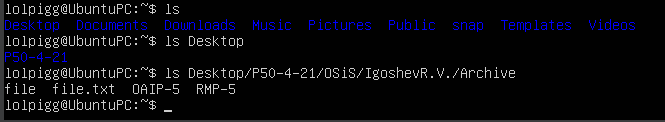 lolpigg@UbuntuPC:~$ ls
Desktop  Documents  Downloads  Music  Pictures  Public  snap  Templates  Videos
lolpigg@UbuntuPC:~$ ls Desktop
P50-4-21
lolpigg@UbuntuPC:~$ ls Desktop/P50-4-21/OSiS/IgoshevR.V./Archive
file  file.txt  OAIP-5  RMP-5
lolpigg@UbuntuPC:~$ _